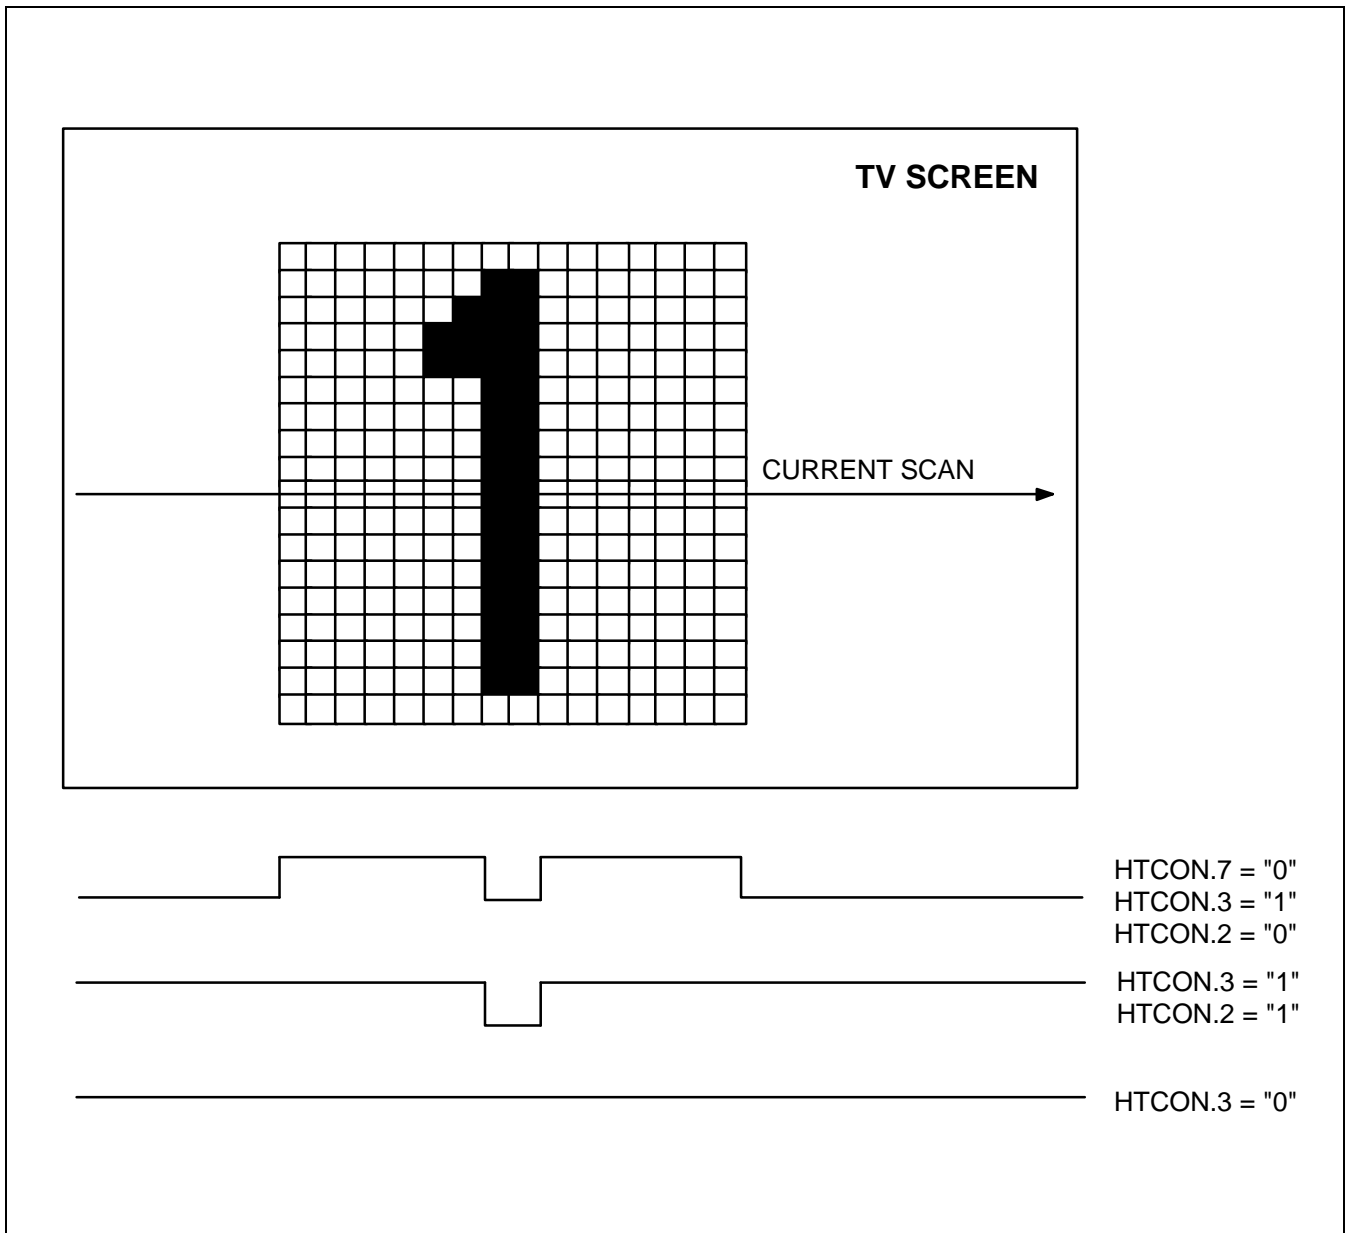 TV SCREEN
CURRENT SCAN
HTCON.7 = "0"
HTCON.3 = "1"
HTCON.2 = "0"
HTCON.3 = "1"
HTCON.2 = "1"
HTCON.3 = "0"